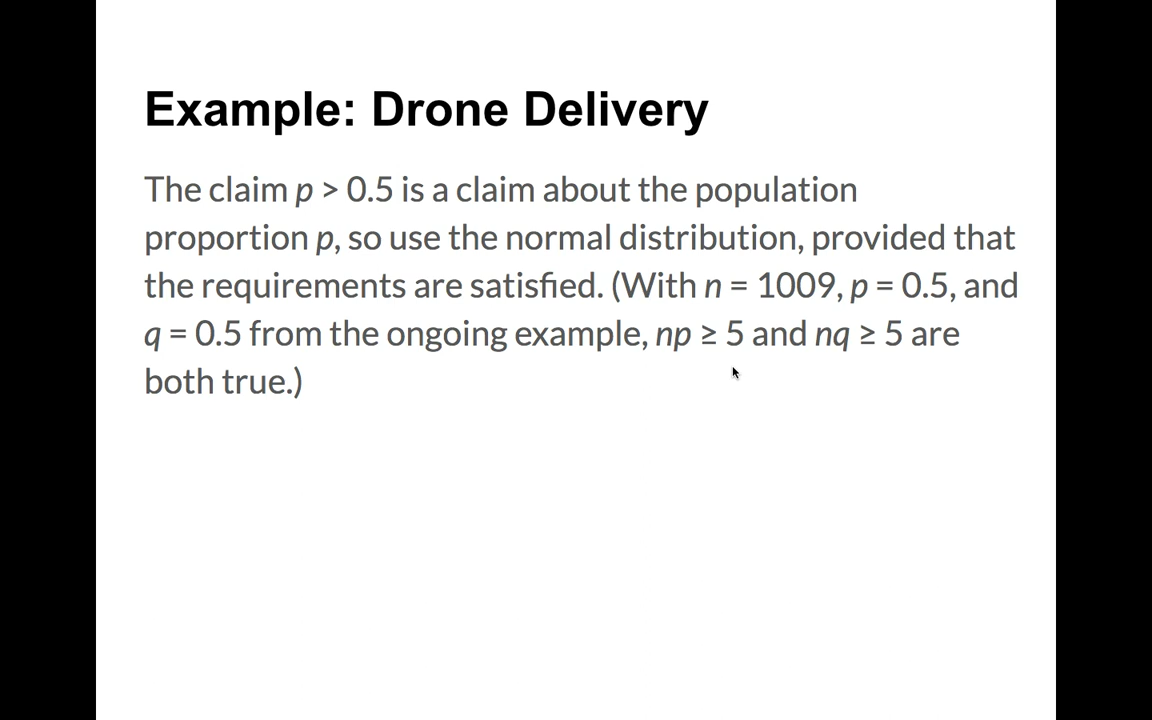 Example: Drone Delivery
The claim p > 0.5 is a claim about the population
proportion p, so use the normal distribution, provided that
the requirements are satisfied. (With n = 1009, p = 0.5, and
q = 0.5 from the ongoing example, np ≥ 5 and nq ≥ 5 are
both true.)